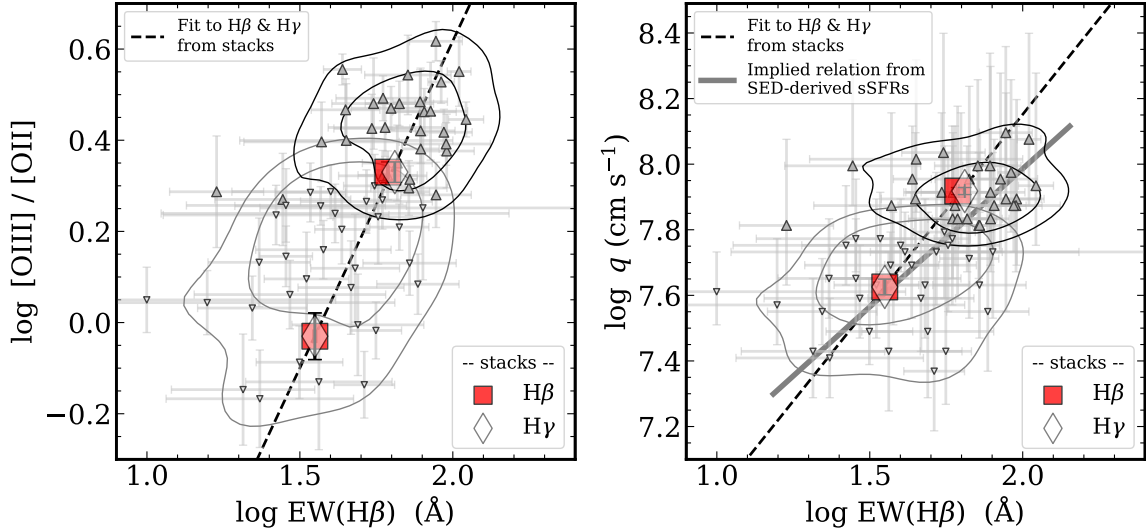 Fit to Hβ & Hγ
from stacks
0.6
0.4
0.2
0.0
−0.2
log [OIII] / [OII]
-- stacks --
Hβ
Hγ
1.0 1.5 2.0
log EW(Hβ) (Å)
Fit to Hβ & Hγ
from stacks
Implied relation from
SED-derived sSFRs
8.4
8.2
8.0
7.8
7.6
7.4
7.2
log q (cm s⁻¹)
-- stacks --
Hβ
Hγ
1.0 1.5 2.0
log EW(Hβ) (Å)